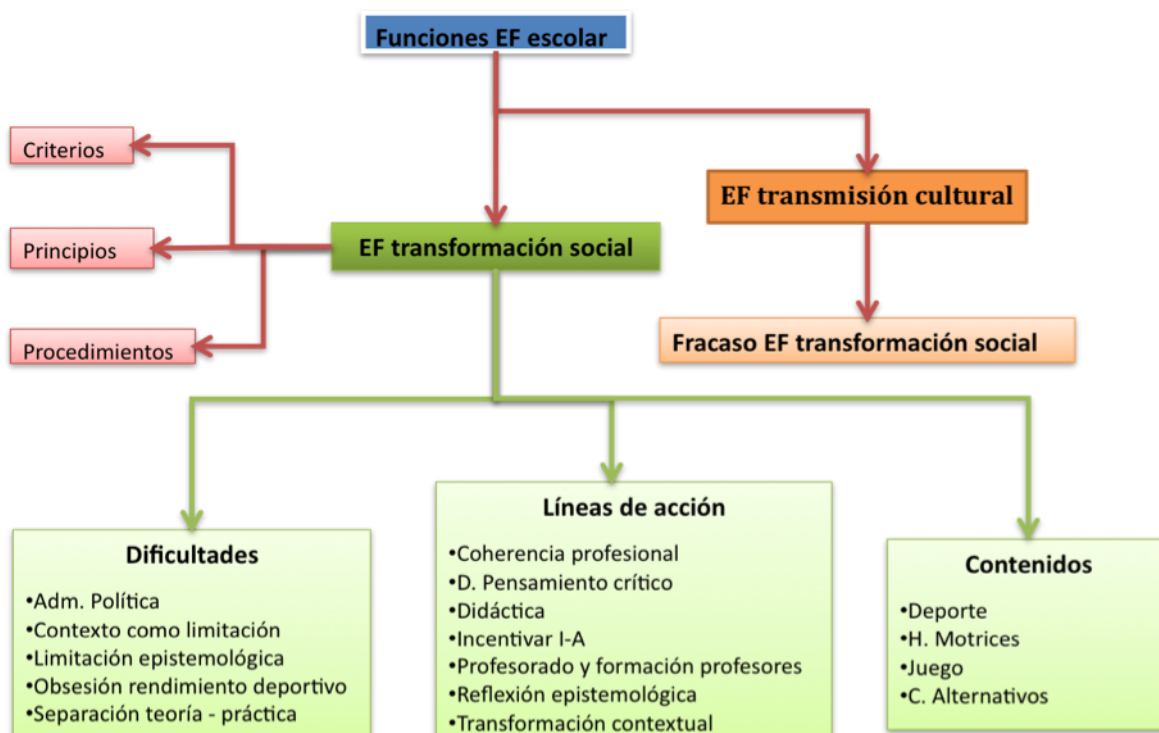 Funciones EF escolar
Criterios
EF transmisión cultural
Principios
EF transformación social
Procedimientos
Fracaso EF transformación social
Dificultades
•Adm. Política
•Contexto como limitación
•Limitación epistemológica
•Obsesión rendimiento deportivo
•Separación teoría - práctica
Líneas de acción
•Coherencia profesional
•D. Pensamiento crítico
•Didáctica
•Incentivar I-A
•Profesorado y formación profesores
•Reflexión epistemológica
•Transformación contextual
Contenidos
•Deporte
•H. Motrices
•Juego
•C. Alternativos